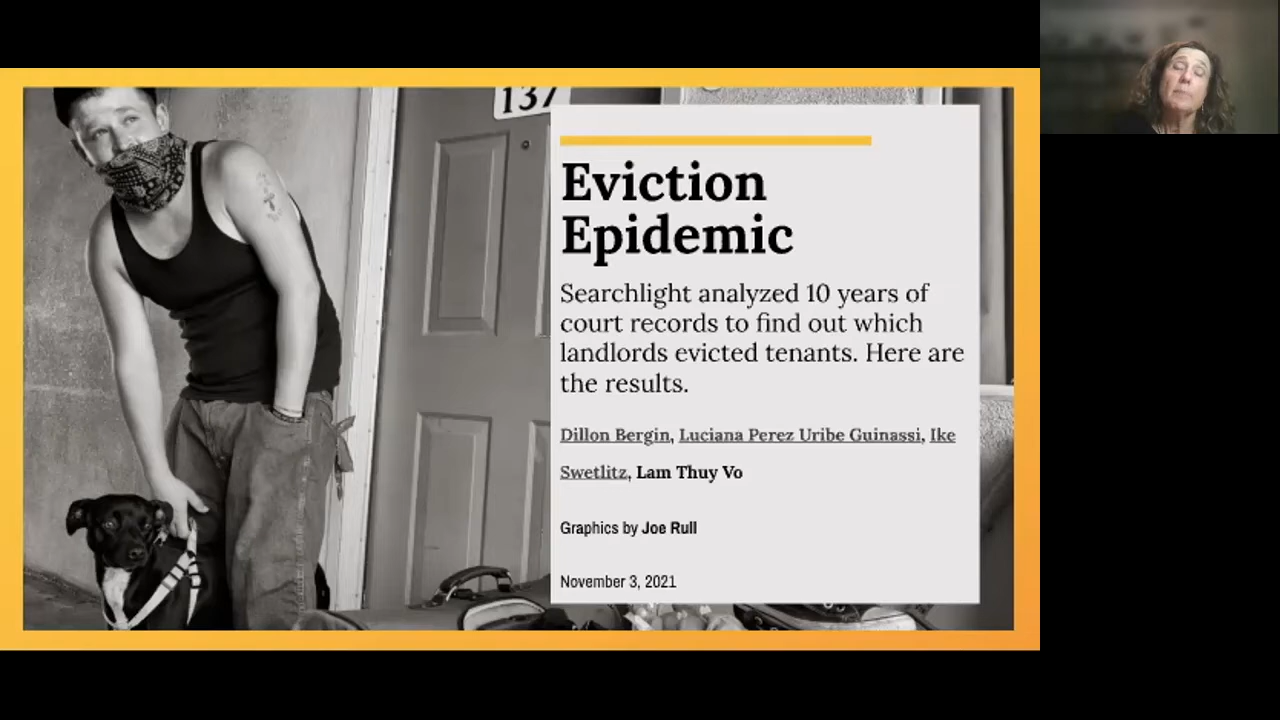 137
Eviction
Epidemic
Searchlight analyzed 10 years of
court records to find out which
landlords evicted tenants. Here are
the results.
Dillon Bergin, Luciana Perez Uribe Guinassi, Ike
Swetlitz, Lam Thuy Vo
Graphics by Joe Rull
November 3, 2021